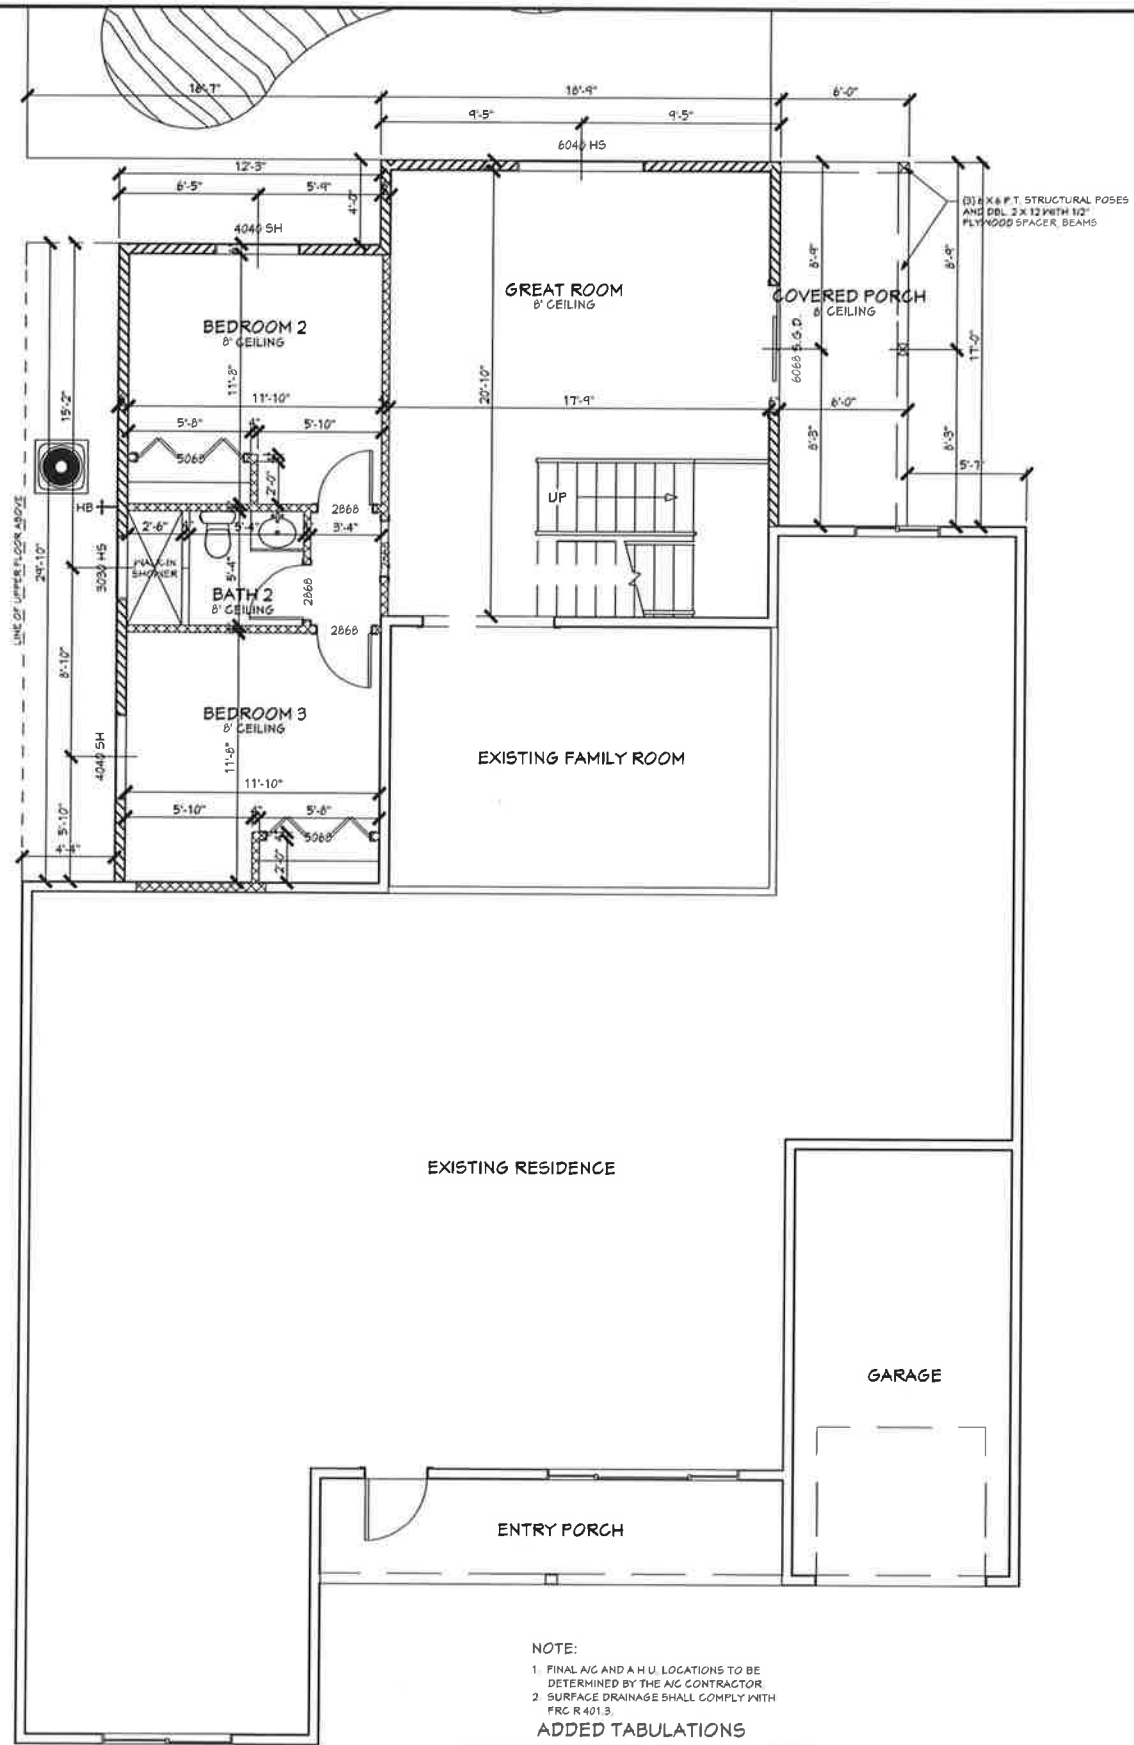 16'-7"
18'-9"
6'-0"
9'-5"
9'-5"
6040 HS
12'-3"
6'-5"
5'-9"
4'-0"
4040 SH
(3) 6 X 6 P.T. STRUCTURAL POSES
AND DBL. 2 X 12 WITH 1/2"
PLYWOOD SPACER BEAMS
8'-9"
8'-9"
GREAT ROOM
8' CEILING
COVERED PORCH
8' CEILING
BEDROOM 2
8' CEILING
6068 S.G.D.
17'-0"
11'-8"
15'-2"
20'-10"
11'-10"
17'-9"
6'-0"
5'-8"
4"
5'-10"
8'-3"
8'-3"
5068
2'-0"
5'-7"
UP
HB
2868
2'-6"
5'-4"
3'-4"
LINE OF UPPER FLOOR ABOVE
29'-10"
3030 HS
WALK-IN
SHOWER
5'-4"
BATH 2
8' CEILING
2868
2868
8'-10"
BEDROOM 3
8' CEILING
11'-8"
4040 SH
EXISTING FAMILY ROOM
11'-10"
5'-10"
4"
5'-8"
5068
2'-0"
5'-10"
4'-4"
EXISTING RESIDENCE
GARAGE
ENTRY PORCH
NOTE:
1. FINAL A/C AND A H U. LOCATIONS TO BE
DETERMINED BY THE A/C CONTRACTOR.
2. SURFACE DRAINAGE SHALL COMPLY WITH
FRC R401.3.
ADDED TABULATIONS